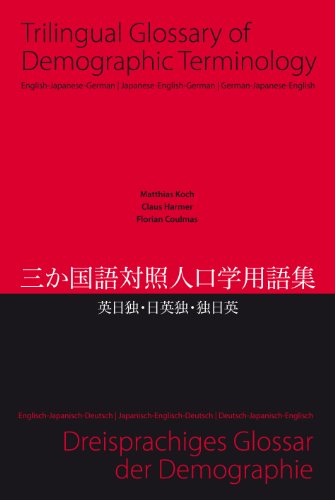 Trilingual Glossary of
Demographic Terminology
English-Japanese-German | Japanese-English-German | German-Japanese-English
Matthias Koch
Claus Harmer
Florian Coulmas
三か国語対照人口学用語集
英日独・日英独・独日英
Englisch-Japanisch-Deutsch | Japanisch-Englisch-Deutsch | Deutsch-Japanisch-Englisch
Dreisprachiges Glossar
der Demographie